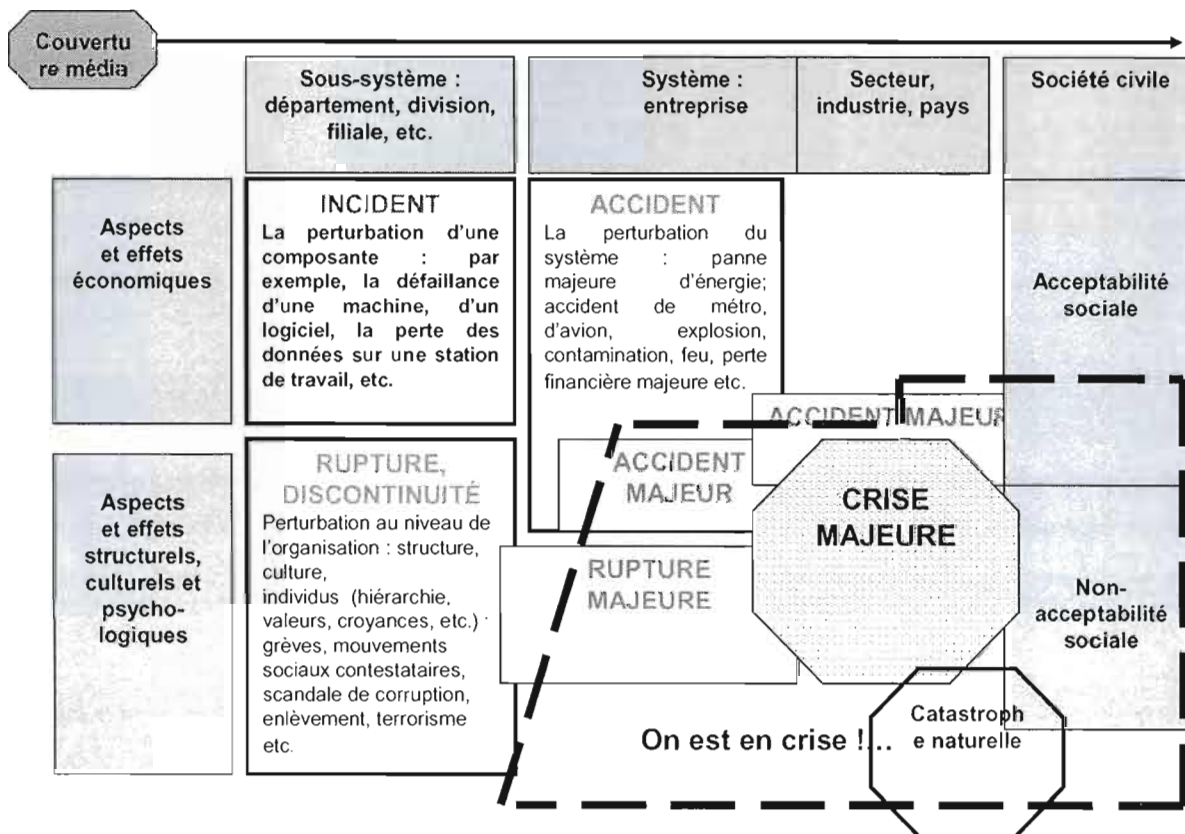 Couvertu
re média
Sous-système :
département, division,
filiale, etc.
Système :
entreprise
Secteur,
industrie, pays
Société civile
Aspects
et effets
économiques
INCIDENT
La perturbation d'une
composante : par
exemple, la défaillance
d'une machine, d'un
logiciel, la perte des
données sur une station
de travail, etc.
ACCIDENT
La perturbation du
système : panne
majeure d'énergie;
accident de métro,
d'avion, explosion,
contamination, feu, perte
financière majeure etc.
Acceptabilité
sociale
ACCIDENT MAJEUR
ACCIDENT
MAJEUR
CRISE
MAJEURE
Aspects
et effets
structurels,
culturels et
psycho-
logiques
RUPTURE,
DISCONTINUITÉ
Perturbation au niveau de
l'organisation : structure,
culture,
individus (hiérarchie,
valeurs, croyances, etc.) :
grèves, mouvements
sociaux contestataires,
scandale de corruption,
enlèvement, terrorisme
etc.
RUPTURE
MAJEURE
Non-
acceptabilité
sociale
On est en crise !...
Catastroph
e naturelle